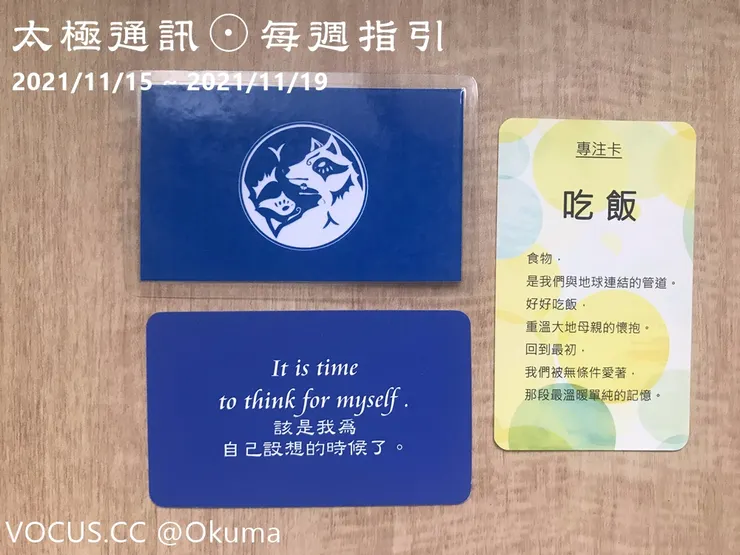 太極通訊⊙每週指引
2021/11/15 ~ 2021/11/19
It is time
to think for myself .
該是我為
自己設想的時候了。
專注卡
吃飯
食物，
是我們與地球連結的管道。
好好吃飯，
重溫大地母親的懷抱。
回到最初，
我們被無條件愛著，
那段最溫暖單純的記憶。
VOCUS.CC @Okuma